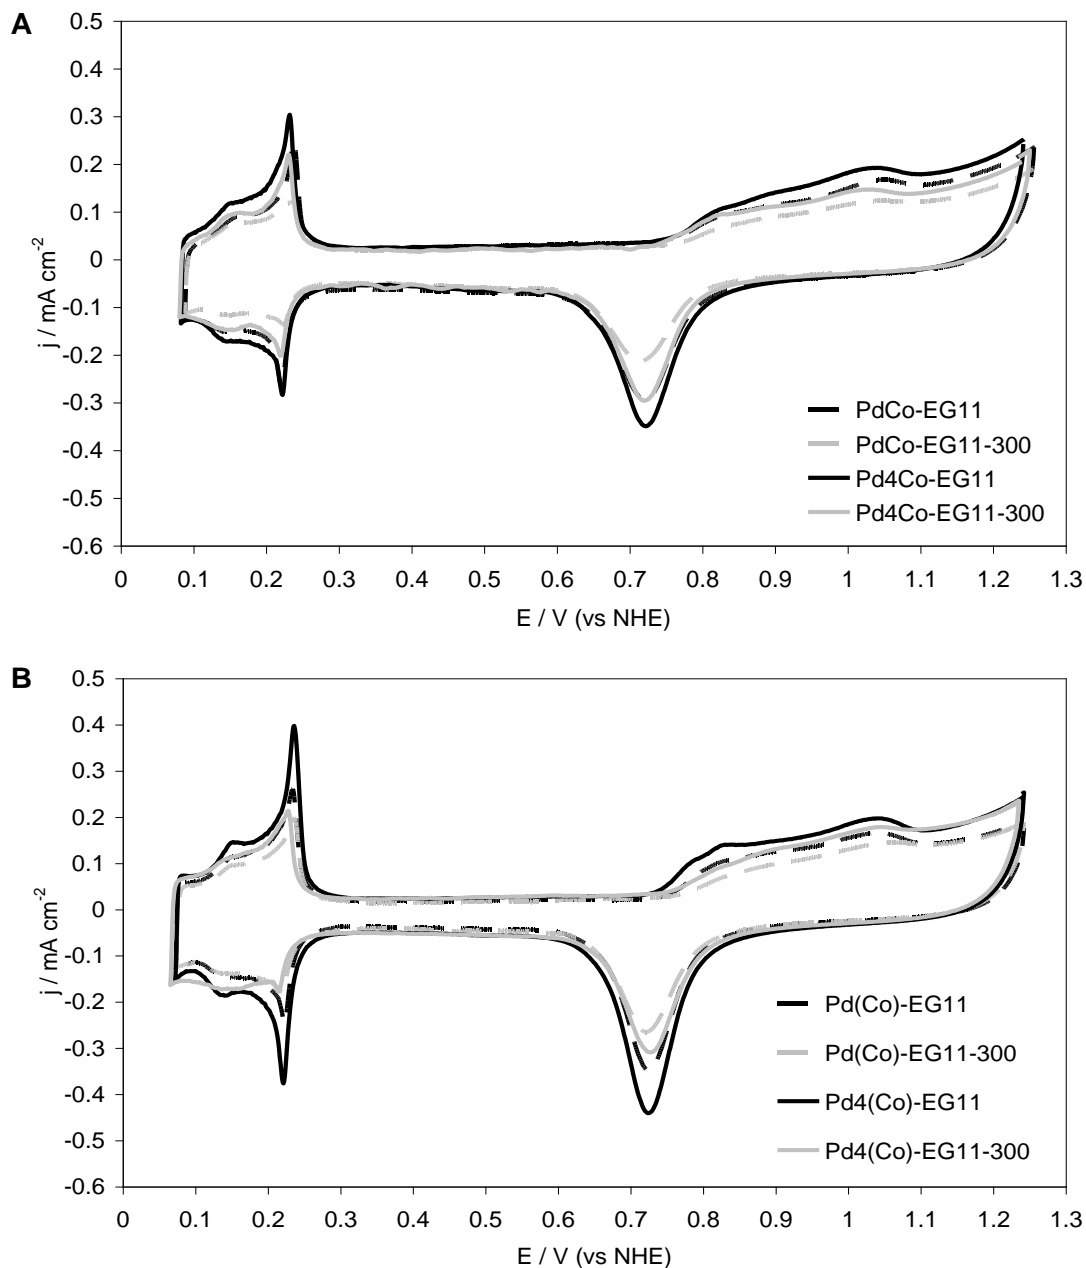 A
0.5
0.4
0.3
0.2
0.1
0
-0.1
-0.2
-0.3
-0.4
-0.5
-0.6
j / mA cm-2
PdCo-EG11
PdCo-EG11-300
Pd4Co-EG11
Pd4Co-EG11-300
0 0.1 0.2 0.3 0.4 0.5 0.6 0.7 0.8 0.9 1 1.1 1.2 1.3
E / V (vs NHE)
B
0.5
0.4
0.3
0.2
0.1
0
-0.1
-0.2
-0.3
-0.4
-0.5
-0.6
j / mA cm-2
Pd(Co)-EG11
Pd(Co)-EG11-300
Pd4(Co)-EG11
Pd4(Co)-EG11-300
0 0.1 0.2 0.3 0.4 0.5 0.6 0.7 0.8 0.9 1 1.1 1.2 1.3
E / V (vs NHE)